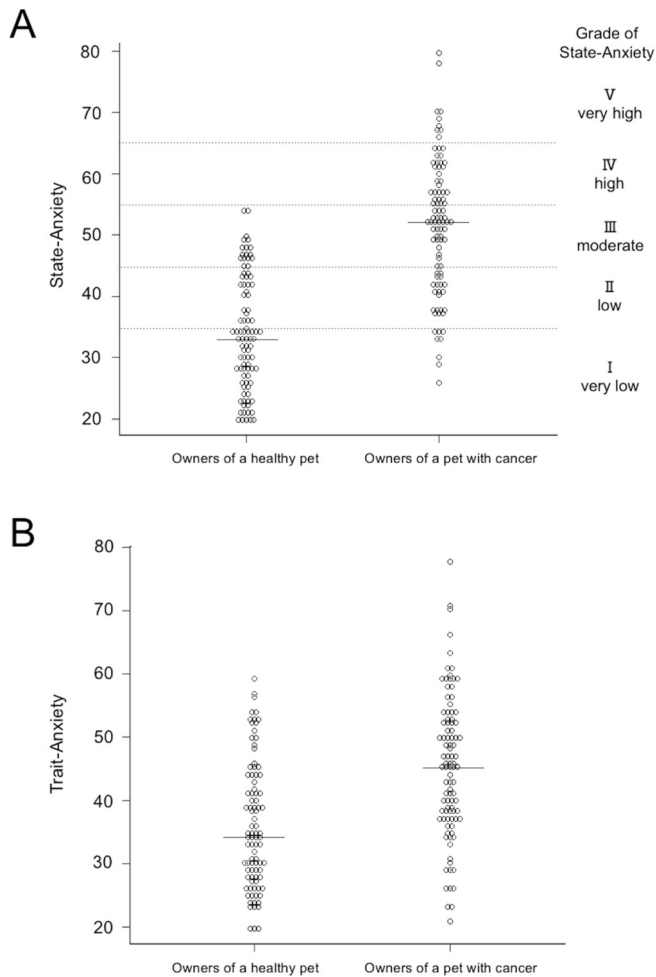 A
Grade of
State-Anxiety
80
70
60
50
40
30
20
State-Anxiety
Ⅴ
very high
Ⅳ
high
Ⅲ
moderate
Ⅱ
low
Ⅰ
very low
Owners of a healthy pet
Owners of a pet with cancer
B
80
70
60
50
40
30
20
Trait-Anxiety
Owners of a healthy pet
Owners of a pet with cancer